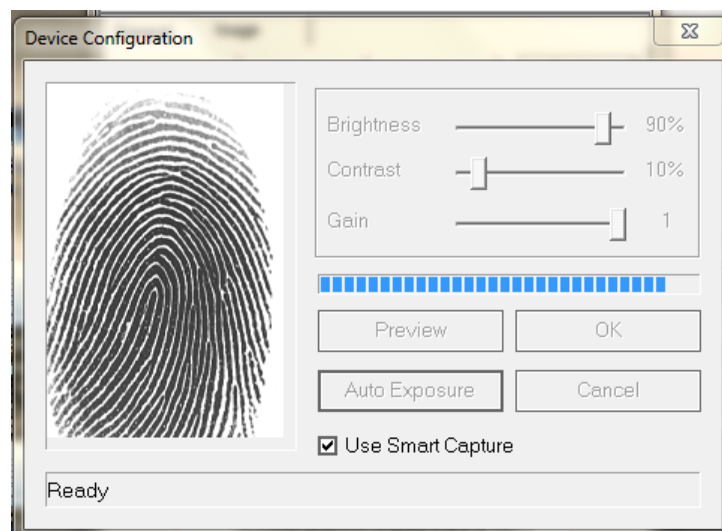 Device Configuration
Brightness 90%
Contrast 10%
Gain 1
Preview OK
Auto Exposure Cancel
Use Smart Capture
Ready